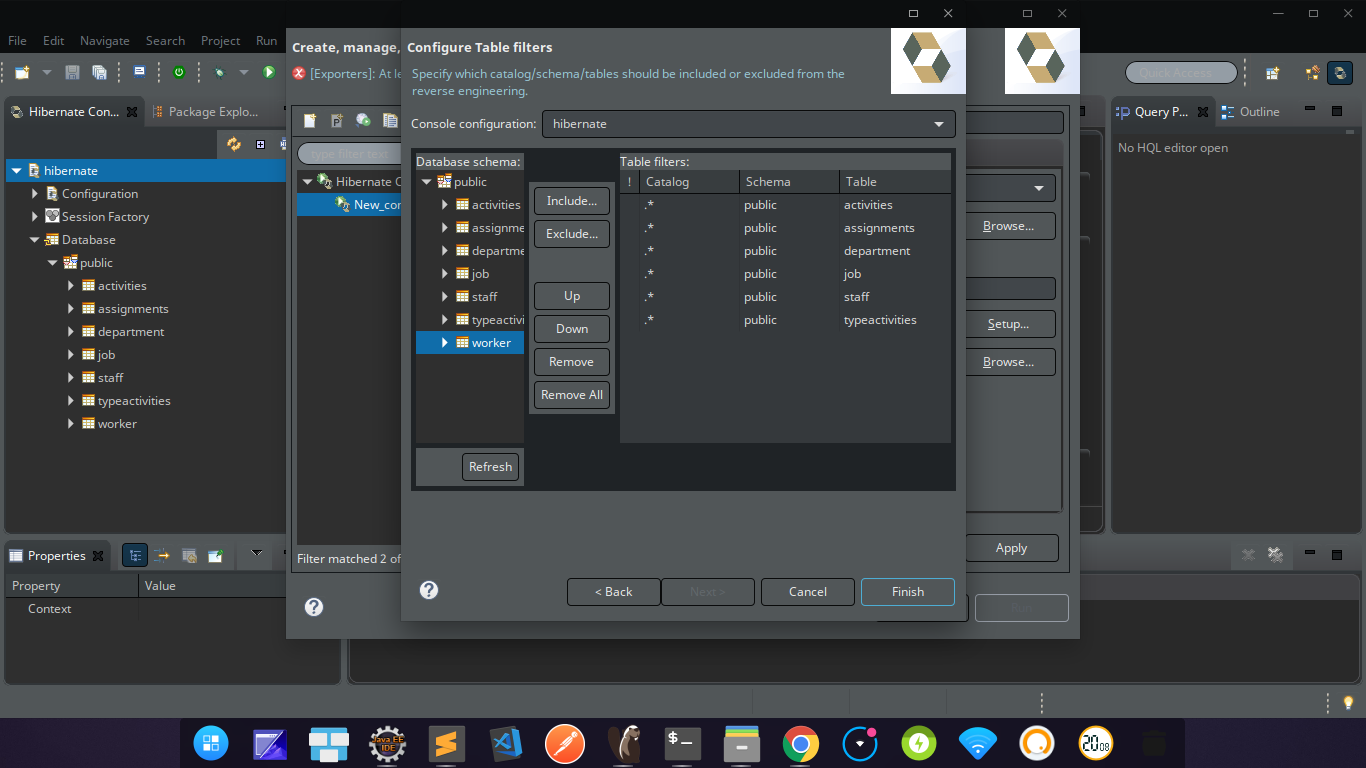 File Edit Navigate Search Project Run
Quick Access
Hibernate Con...
Package Explo...
hibernate
Configuration
Session Factory
Database
public
activities
assignments
department
job
staff
typeactivities
worker
Properties
Property Value
Context
Create, manage,
[Exporters]: At le
type filter text
Hibernate C
New_con
Filter matched 2 of
Configure Table filters
Specify which catalog/schema/tables should be included or excluded from the
reverse engineering.
Console configuration: hibernate
Database schema:
public
activities
assignme
departme
job
staff
typeactivi
worker
Refresh
Include...
Exclude...
Up
Down
Remove
Remove All
Table filters:
! Catalog Schema Table
.* public activities
.* public assignments
.* public department
.* public job
.* public staff
.* public typeactivities
< Back Next > Cancel Finish
Browse...
Setup...
Browse...
Apply
Query P...
Outline
No HQL editor open
Java EE
IDE
$_
20
08